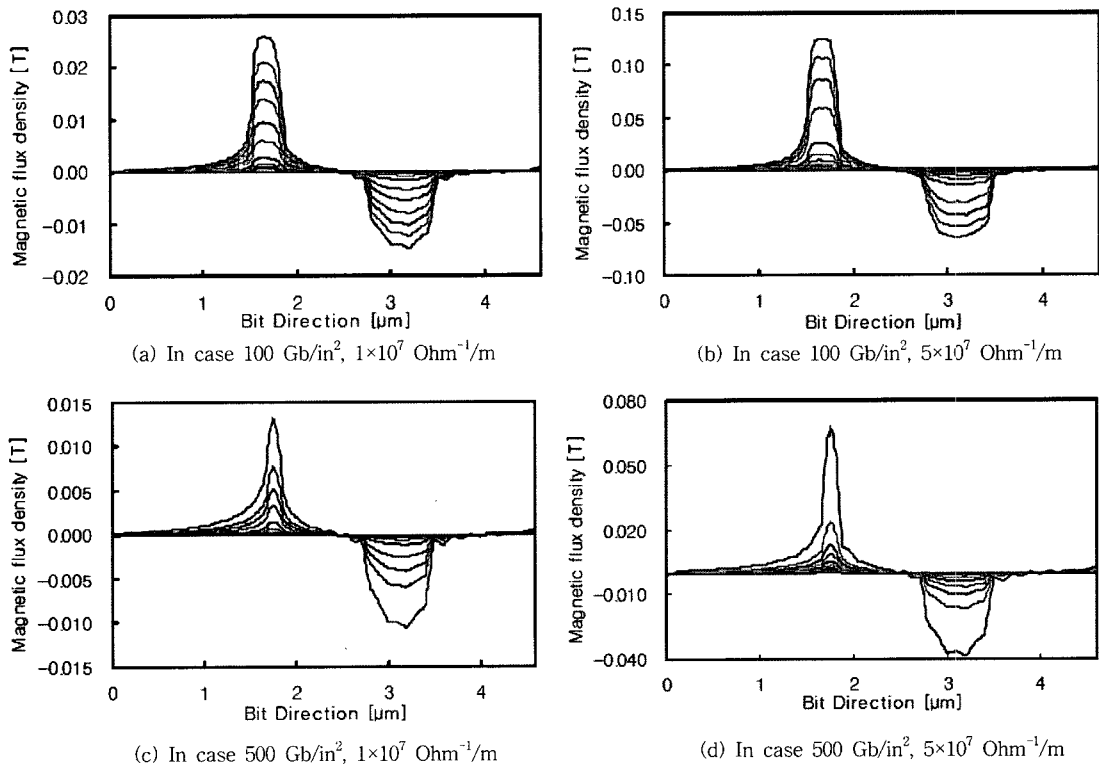 Magnetic flux density [T]
0.03
0.02
0.01
0.00
−0.01
−0.02
0 1 2 3 4
Bit Direction [µm]
(a) In case 100 Gb/in², 1×10⁷ Ohm⁻¹/m
Magnetic flux density [T]
0.15
0.10
0.05
0.00
−0.05
−0.10
0 1 2 3 4
Bit Direction [µm]
(b) In case 100 Gb/in², 5×10⁷ Ohm⁻¹/m
Magnetic flux density [T]
0.015
0.010
0.005
0.000
−0.005
−0.010
−0.015
0 1 2 3 4
Bit Direction [µm]
(c) In case 500 Gb/in², 1×10⁷ Ohm⁻¹/m
Magnetic flux density [T]
0.080
0.050
0.020
−0.010
−0.040
0 1 2 3 4
Bit Direction [µm]
(d) In case 500 Gb/in², 5×10⁷ Ohm⁻¹/m